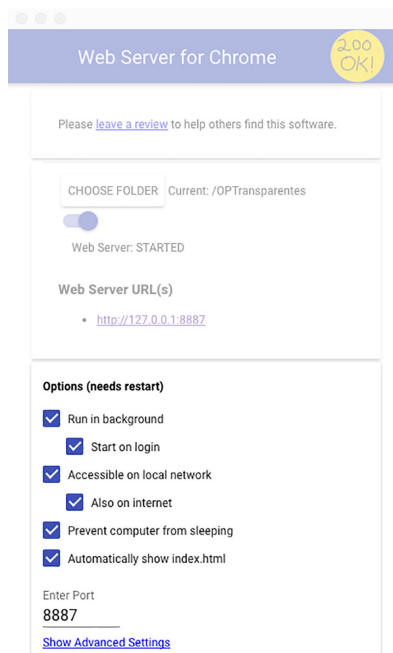 Web Server for Chrome
200
OK!
Please leave a review to help others find this software.
CHOOSE FOLDER Current: /OPTransparentes
Web Server: STARTED
Web Server URL(s)
• http://127.0.0.1:8887
Options (needs restart)
Run in background
Start on login
Accessible on local network
Also on internet
Prevent computer from sleeping
Automatically show index.html
Enter Port
8887
Show Advanced Settings